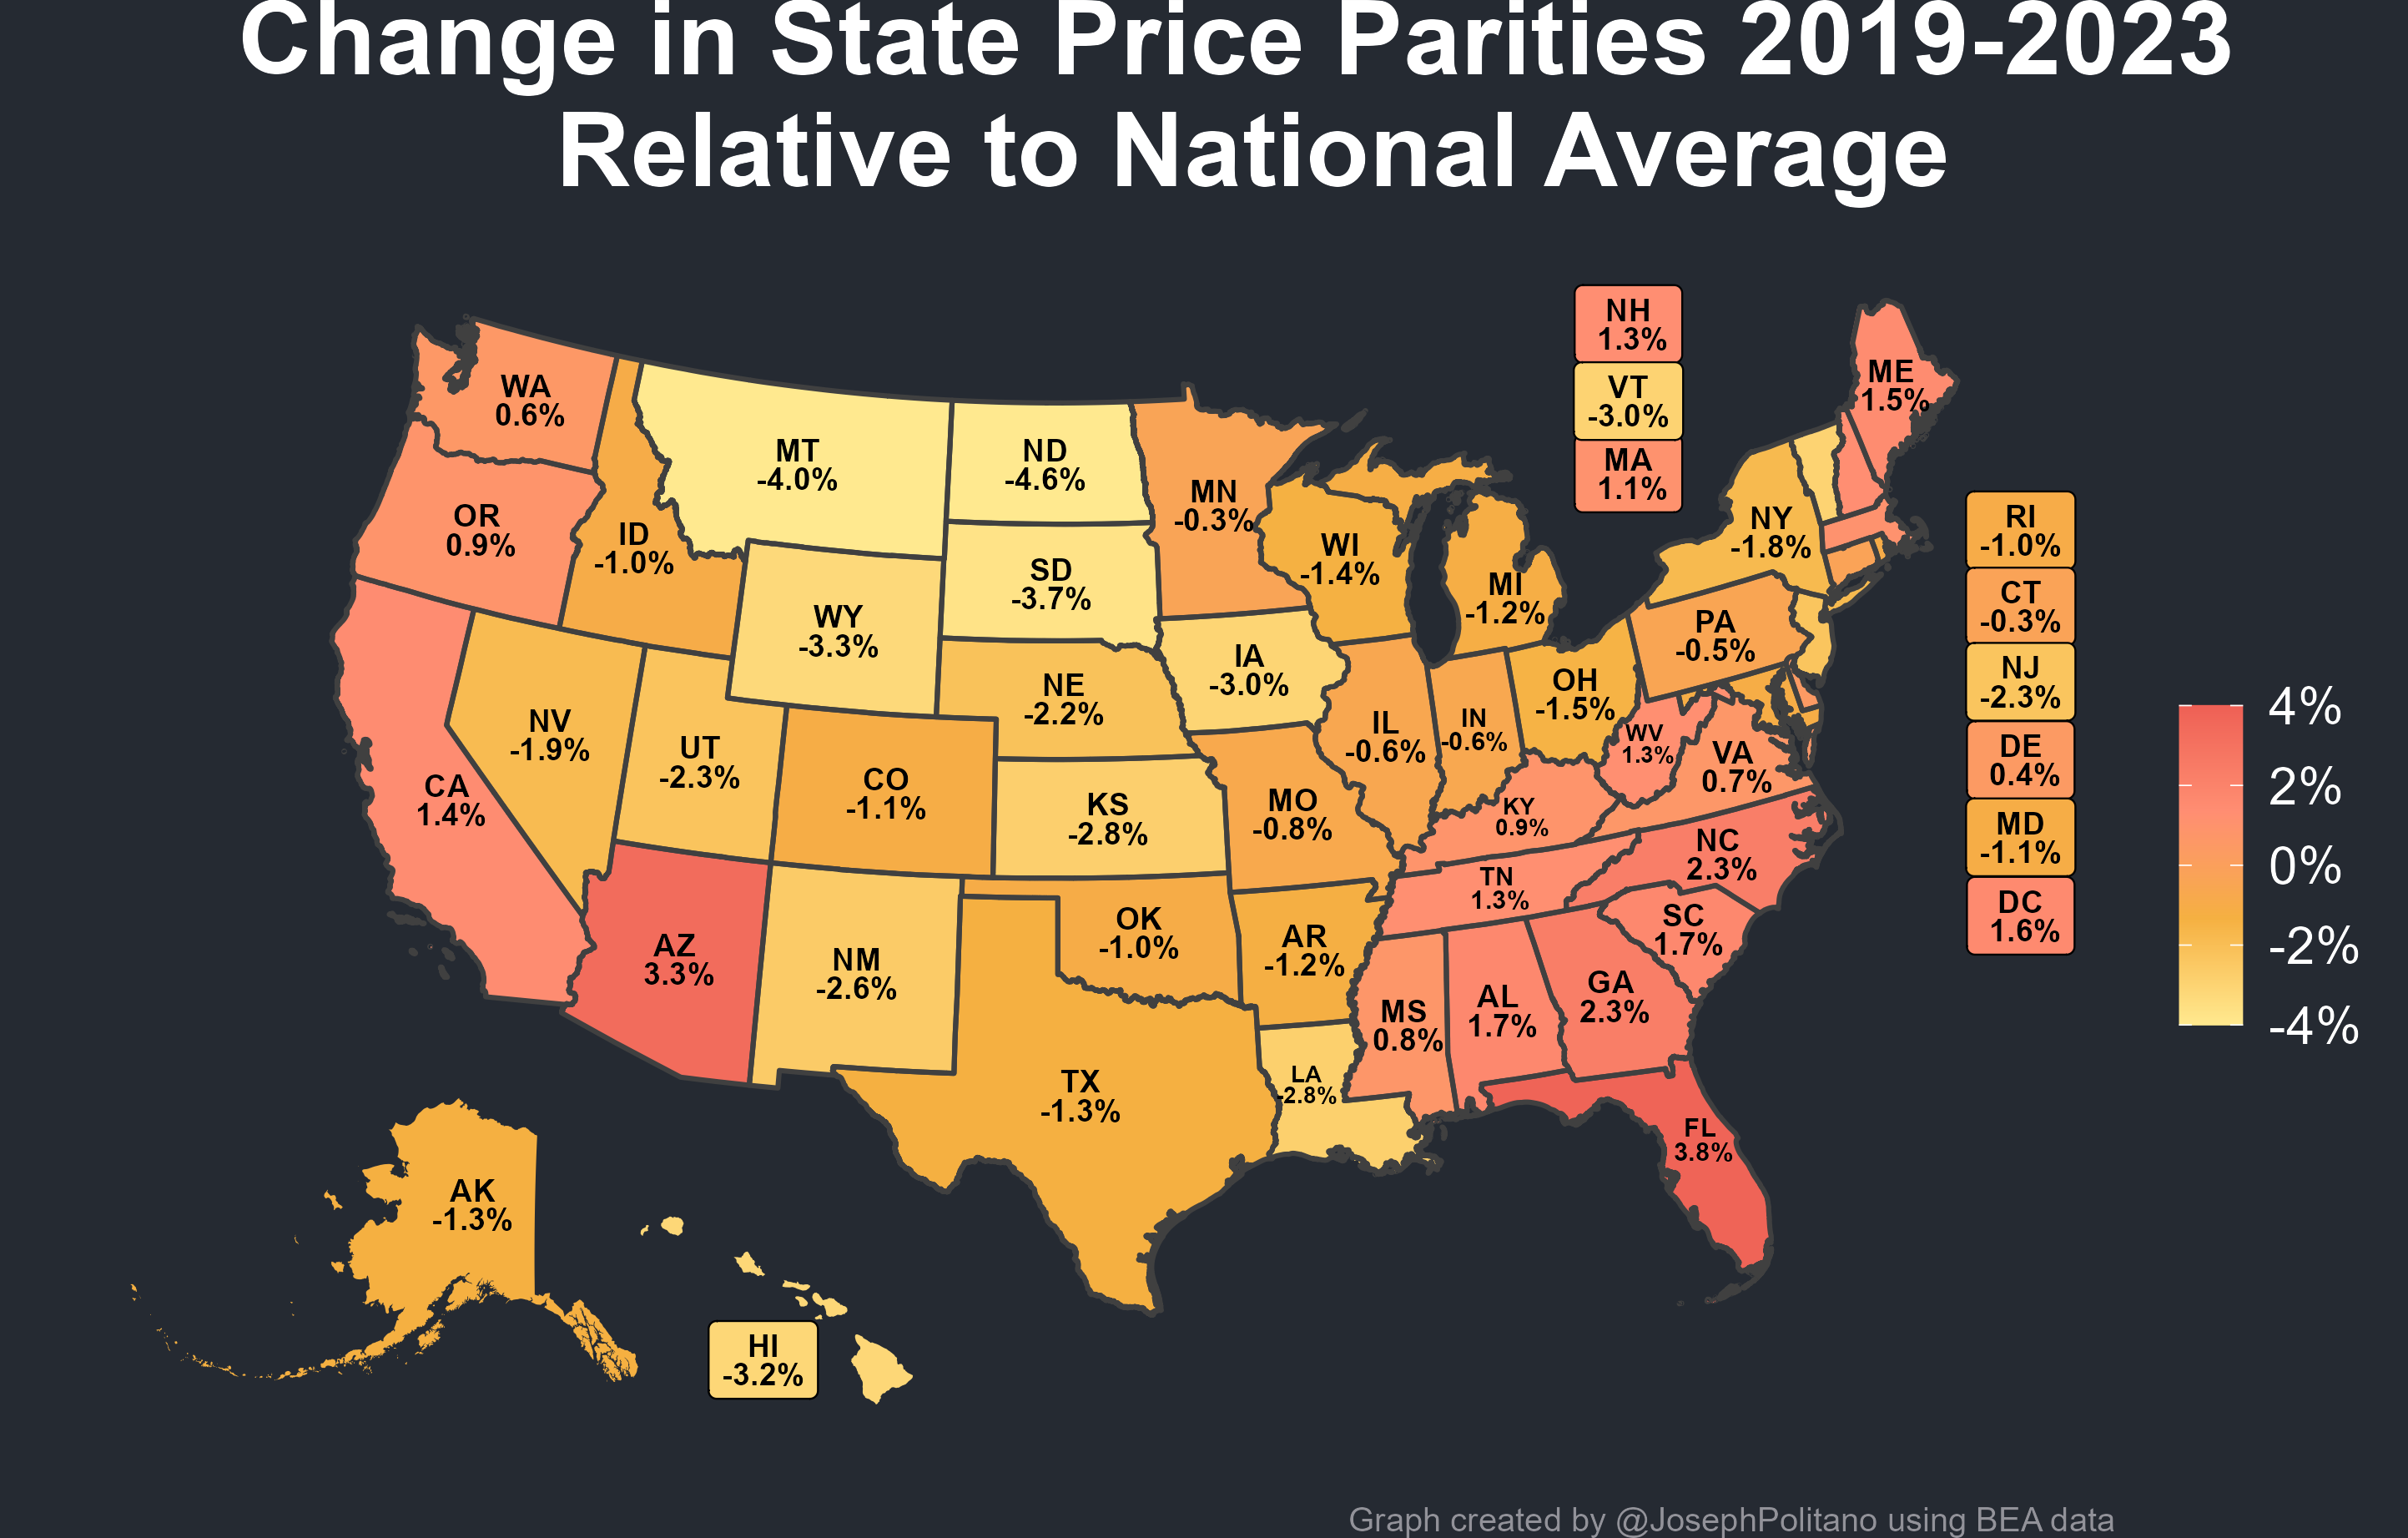 Change in State Price Parities 2019-2023
Relative to National Average
NH
1.3%
VT
-3.0%
MA
1.1%
ME
1.5%
WA
0.6%
MT
-4.0%
ND
-4.6%
MN
-0.3%
OR
0.9%
ID
-1.0%
WI
-1.4%
MI
-1.2%
NY
-1.8%
RI
-1.0%
CT
-0.3%
NJ
-2.3%
DE
0.4%
MD
-1.1%
DC
1.6%
SD
-3.7%
WY
-3.3%
IA
-3.0%
PA
-0.5%
NE
-2.2%
OH
-1.5%
NV
-1.9%
UT
-2.3%
CO
-1.1%
IL
-0.6%
IN
-0.6%
WV
1.3%
VA
0.7%
CA
1.4%
KS
-2.8%
MO
-0.8%
KY
0.9%
NC
2.3%
TN
1.3%
AZ
3.3%
NM
-2.6%
OK
-1.0%
AR
-1.2%
SC
1.7%
MS
0.8%
AL
1.7%
GA
2.3%
TX
-1.3%
LA
-2.8%
FL
3.8%
AK
-1.3%
HI
-3.2%
4%
2%
0%
-2%
-4%
Graph created by @JosephPolitano using BEA data